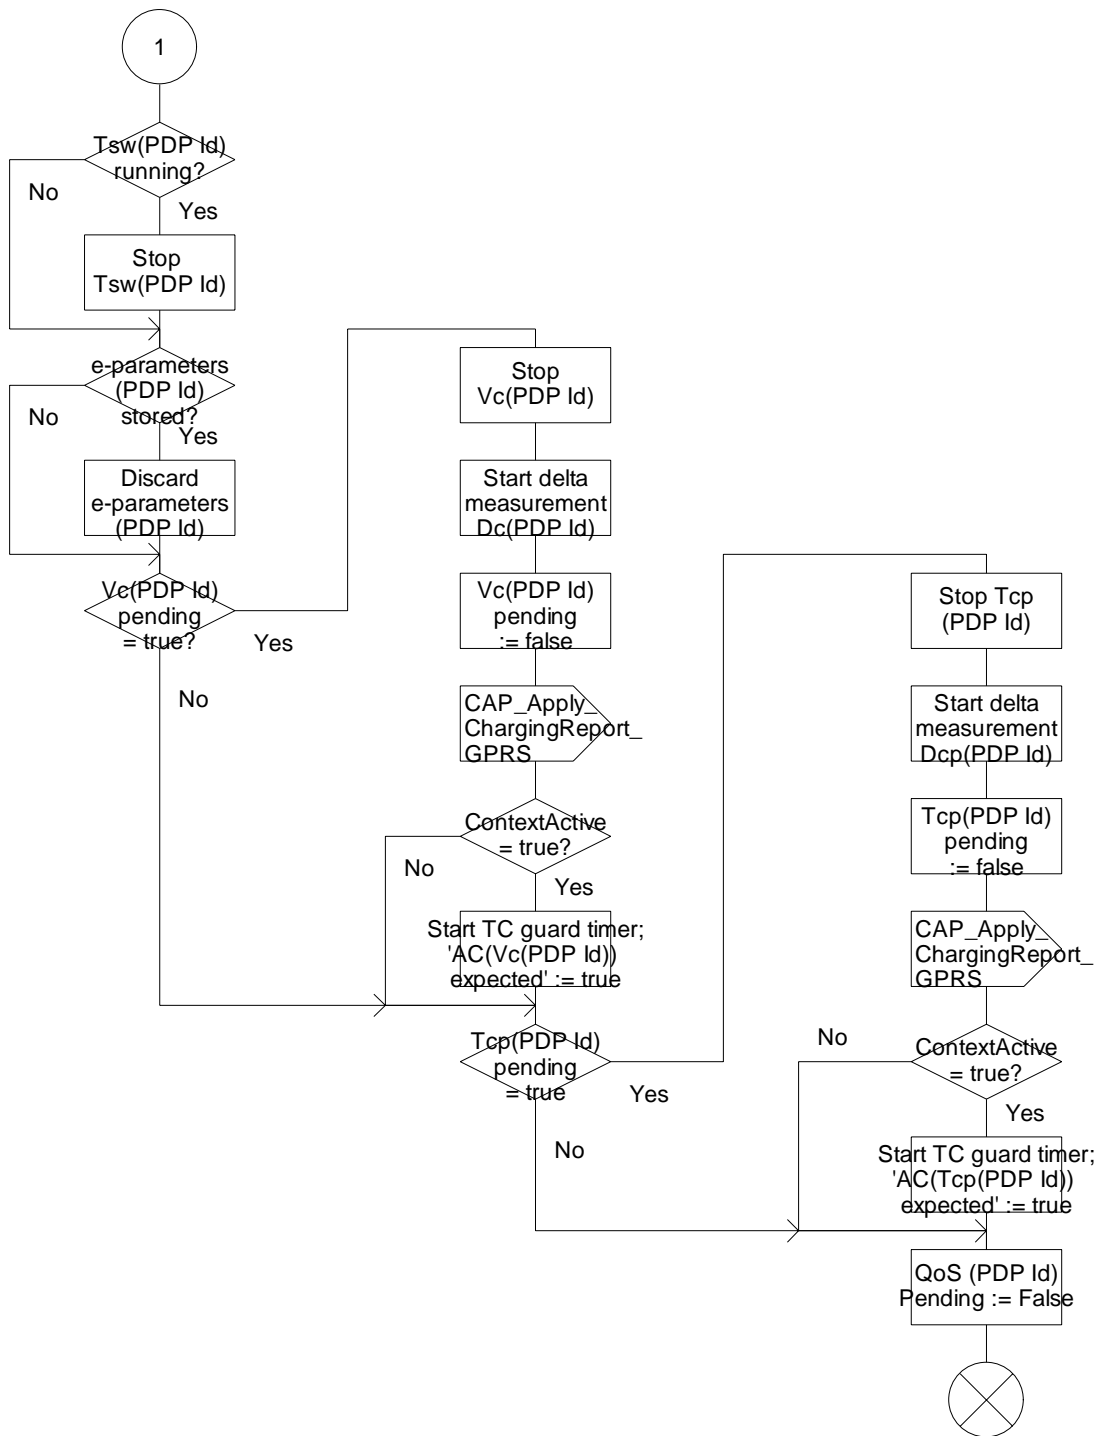 1
Tsw(PDP Id)
running?
No
Yes
Stop
Tsw(PDP Id)
e-parameters
(PDP Id)
stored?
No
Yes
Discard
e-parameters
(PDP Id)
Vc(PDP Id)
pending
= true?
Yes
No
Stop
Vc(PDP Id)
Start delta
measurement
Dc(PDP Id)
Vc(PDP Id)
pending
:= false
CAP_Apply_
ChargingReport_
GPRS
ContextActive
= true?
No
Yes
Start TC guard timer;
'AC(Vc(PDP Id))
expected' := true
Tcp(PDP Id)
pending
= true
Yes
No
Stop Tcp
(PDP Id)
Start delta
measurement
Dcp(PDP Id)
Tcp(PDP Id)
pending
:= false
CAP_Apply_
ChargingReport_
GPRS
ContextActive
= true?
No
Yes
Start TC guard timer;
'AC(Tcp(PDP Id))
expected' := true
QoS (PDP Id)
Pending := False